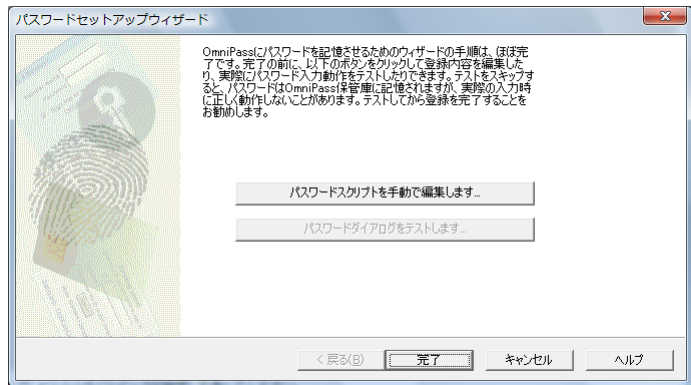 パスワードセットアップウィザード
OmniPassにパスワードを記憶させるためのウィザードの手順は、ほぼ完
了です。完了の前に、以下のボタンをクリックして登録内容を編集した
り、実際にパスワード入力動作をテストしたりできます。テストをスキップす
ると、パスワードはOmniPass保管庫に記憶されますが、実際の入力時
に正しく動作しないことがあります。テストしてから登録を完了することを
お勧めします。
パスワードスクリプトを手動で編集します...
パスワードダイアログをテストします...
< 戻る(B)
完了
キャンセル
ヘルプ